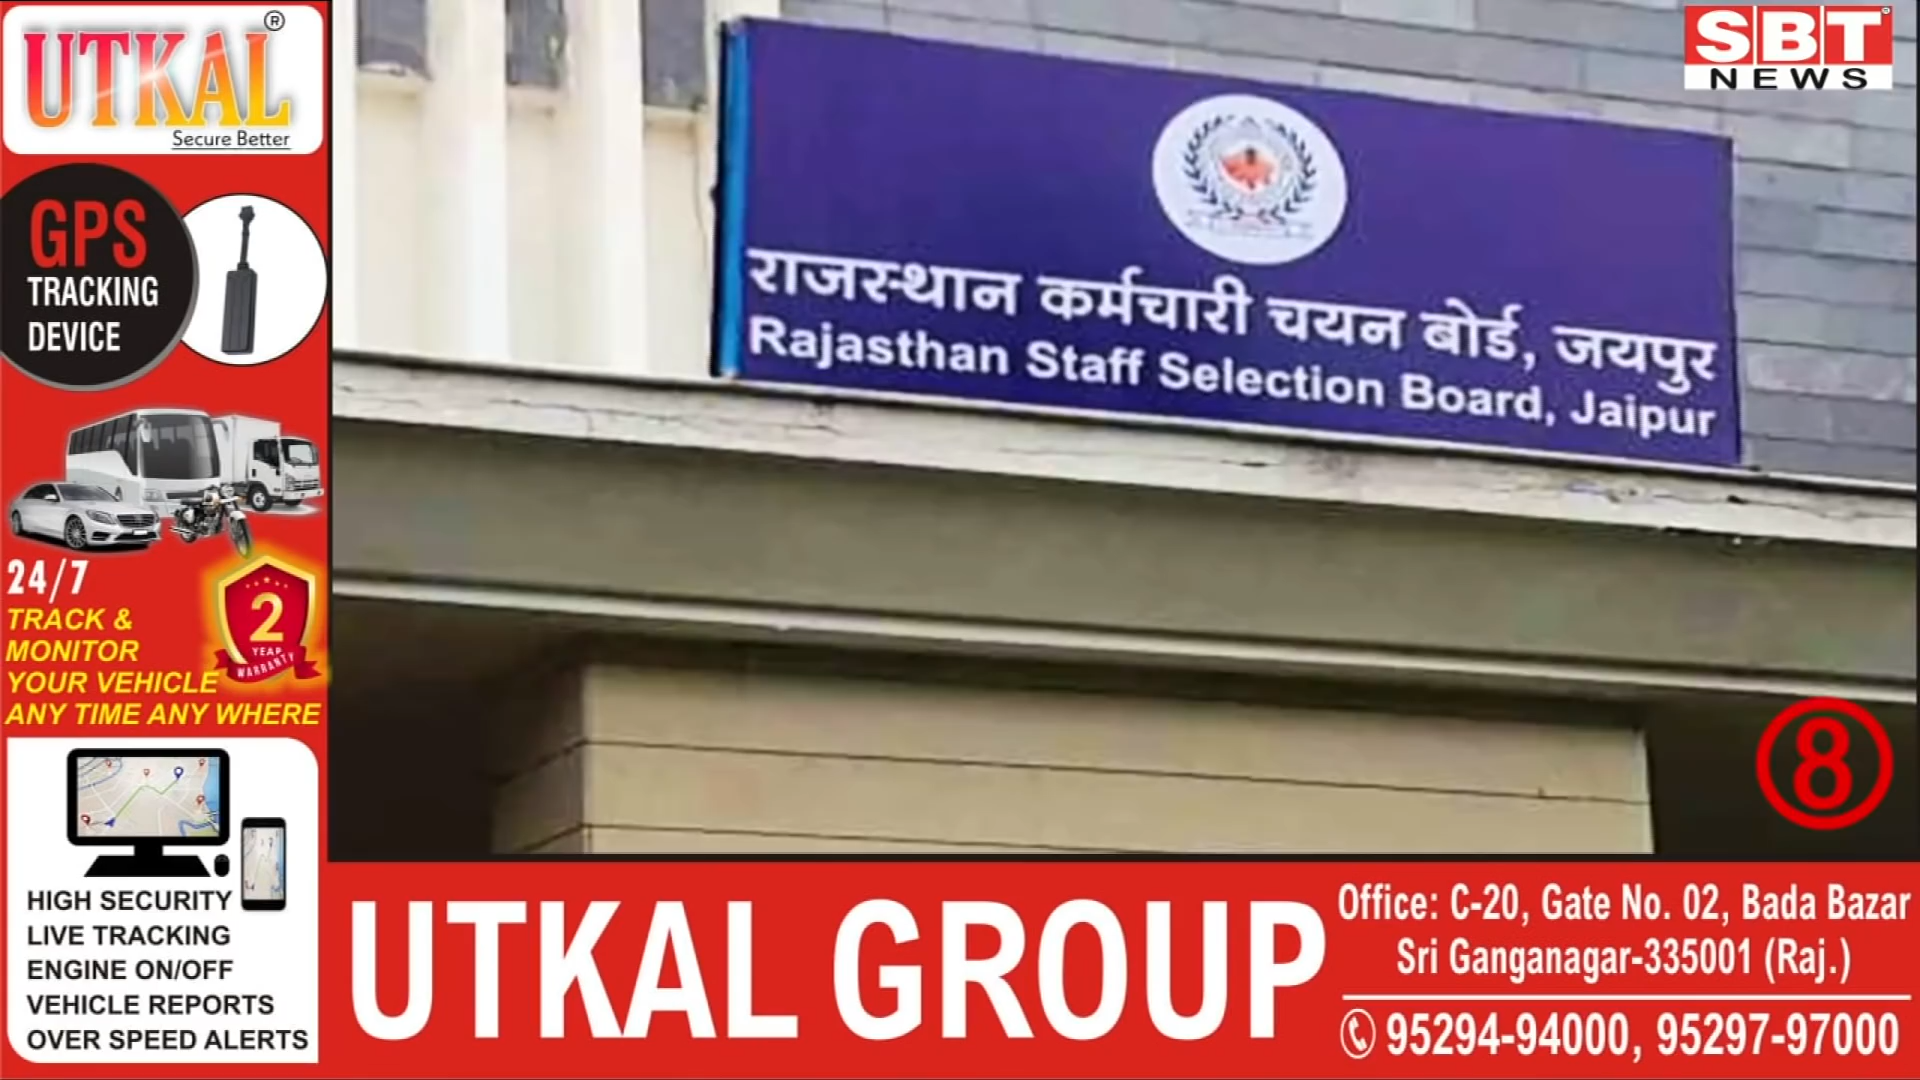 UTKAL®
Secure Better
GPS
TRACKING
DEVICE
24/7
TRACK &
MONITOR
YOUR VEHICLE
ANY TIME ANY WHERE
2
YEAR
WARRANTY
HIGH SECURITY
LIVE TRACKING
ENGINE ON/OFF
VEHICLE REPORTS
OVER SPEED ALERTS
SBT
NEWS
राजस्थान कर्मचारी चयन बोर्ड, जयपुर
Rajasthan Staff Selection Board, Jaipur
8
UTKAL GROUP
Office: C-20, Gate No. 02, Bada Bazar
Sri Ganganagar-335001 (Raj.)
95294-94000, 95297-97000